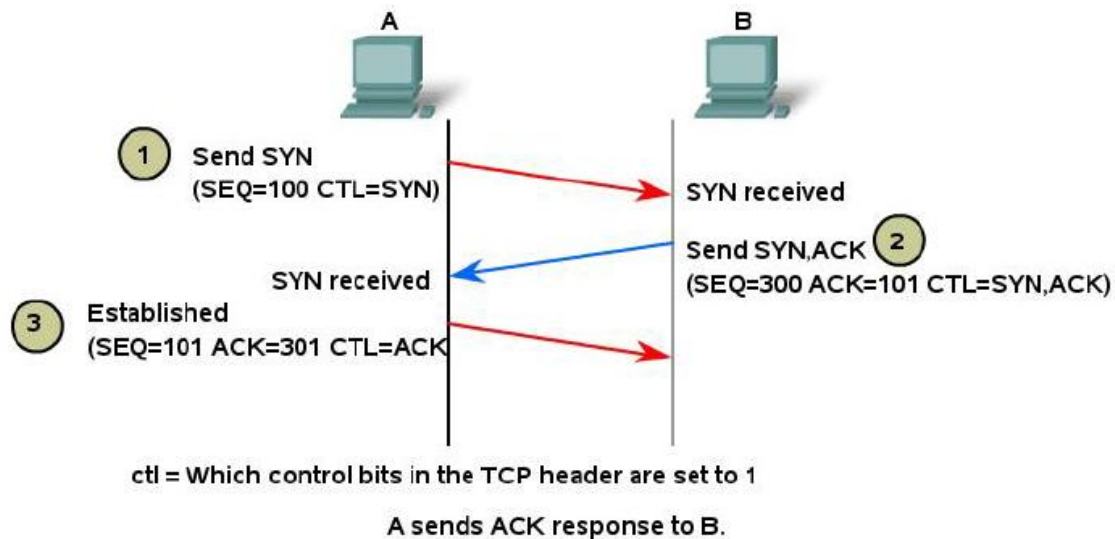 A
B
1
Send SYN
(SEQ=100 CTL=SYN)
SYN received
Send SYN,ACK
2
(SEQ=300 ACK=101 CTL=SYN,ACK)
SYN received
3
Established
(SEQ=101 ACK=301 CTL=ACK
ctl = Which control bits in the TCP header are set to 1
A sends ACK response to B.